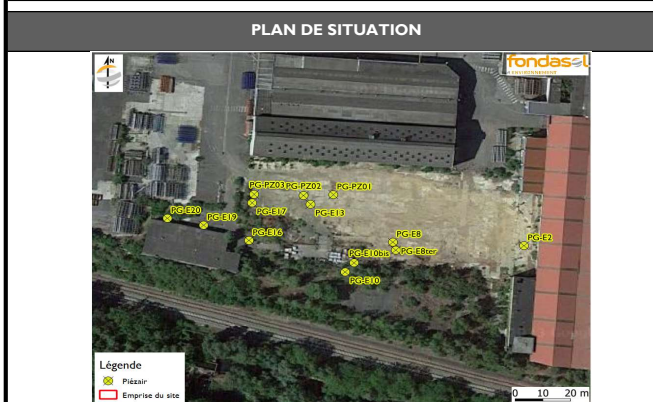 PLAN DE SITUATION
N
fondasol
ENVIRONNEMENT
PG-PZ03
PG-PZ02
PG-PZ01
PG-E17
PG-E13
PG-E20
PG-E19
PG-E16
PG-E8
PG-E8ter
PG-E2
PG-E10bis
PG-E10
Légende
Piézair
Emprise du site
0 10 20 m